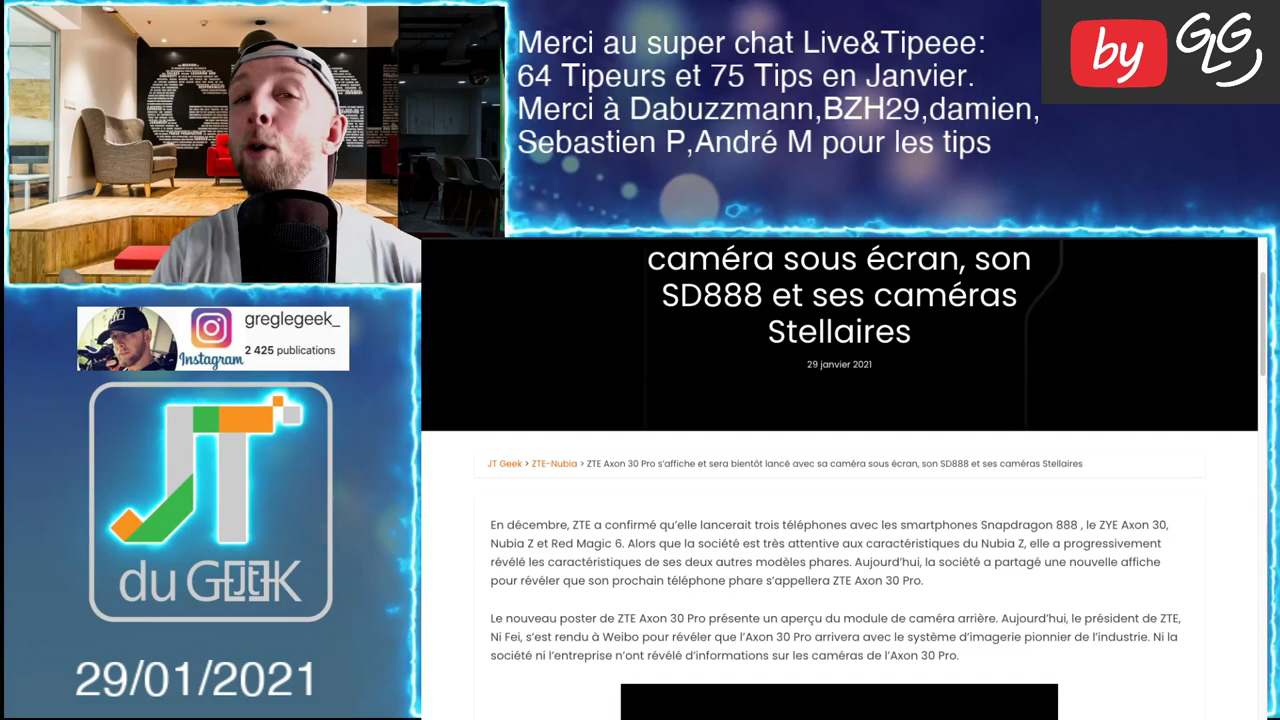 Merci au super chat Live&Tipeee:
64 Tipeurs et 75 Tips en Janvier.
Merci à Dabuzzmann,BZH29,damien,
Sebastien P,André M pour les tips
by GLG
caméra sous écran, son
SD888 et ses caméras
Stellaires
29 janvier 2021
greglegeek_
Instagram
2 425 publications
JT
du GEEK
29/01/2021
JT Geek > ZTE-Nubia > ZTE Axon 30 Pro s’affiche et sera bientôt lancé avec sa caméra sous écran, son SD888 et ses caméras Stellaires
En décembre, ZTE a confirmé qu’elle lancerait trois téléphones avec les smartphones Snapdragon 888 , le ZYE Axon 30,
Nubia Z et Red Magic 6. Alors que la société est très attentive aux caractéristiques du Nubia Z, elle a progressivement
révélé les caractéristiques de ses deux autres modèles phares. Aujourd’hui, la société a partagé une nouvelle affiche
pour révéler que son prochain téléphone phare s’appellera ZTE Axon 30 Pro.
Le nouveau poster de ZTE Axon 30 Pro présente un aperçu du module de caméra arrière. Aujourd’hui, le président de ZTE,
Ni Fei, s’est rendu à Weibo pour révéler que l’Axon 30 Pro arrivera avec le système d’imagerie pionnier de l’industrie. Ni la
société ni l’entreprise n’ont révélé d’informations sur les caméras de l’Axon 30 Pro.